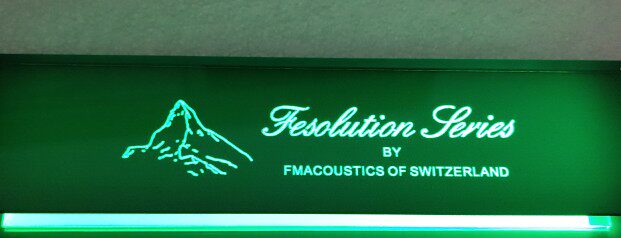 Fesolution Series
BY
FMACOUSTICS OF SWITZERLAND